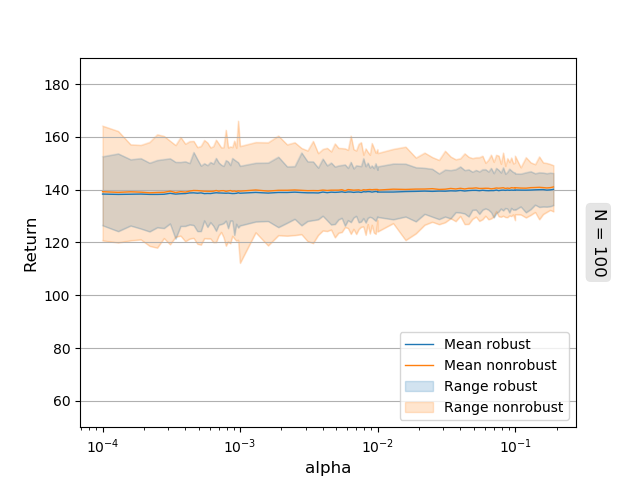 180
160
140
120
100
80
60
Return
10⁻⁴
10⁻³
10⁻²
10⁻¹
alpha
Mean robust
Mean nonrobust
Range robust
Range nonrobust
N = 100